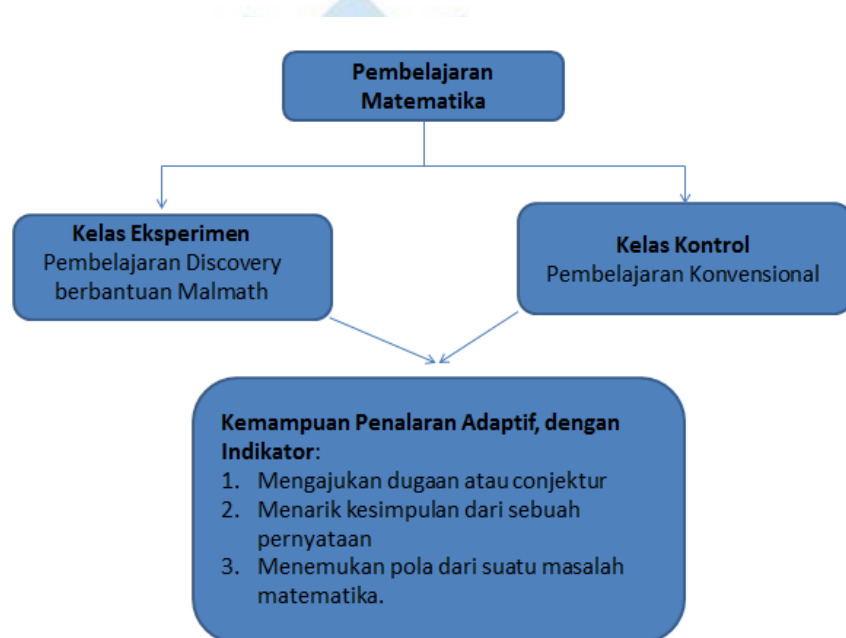 Pembelajaran
Matematika
Kelas Eksperimen
Pembelajaran Discovery
berbantuan Malmath
Kelas Kontrol
Pembelajaran Konvensional
Kemampuan Penalaran Adaptif, dengan
Indikator:
1. Mengajukan dugaan atau conjektur
2. Menarik kesimpulan dari sebuah
pernyataan
3. Menemukan pola dari suatu masalah
matematika.